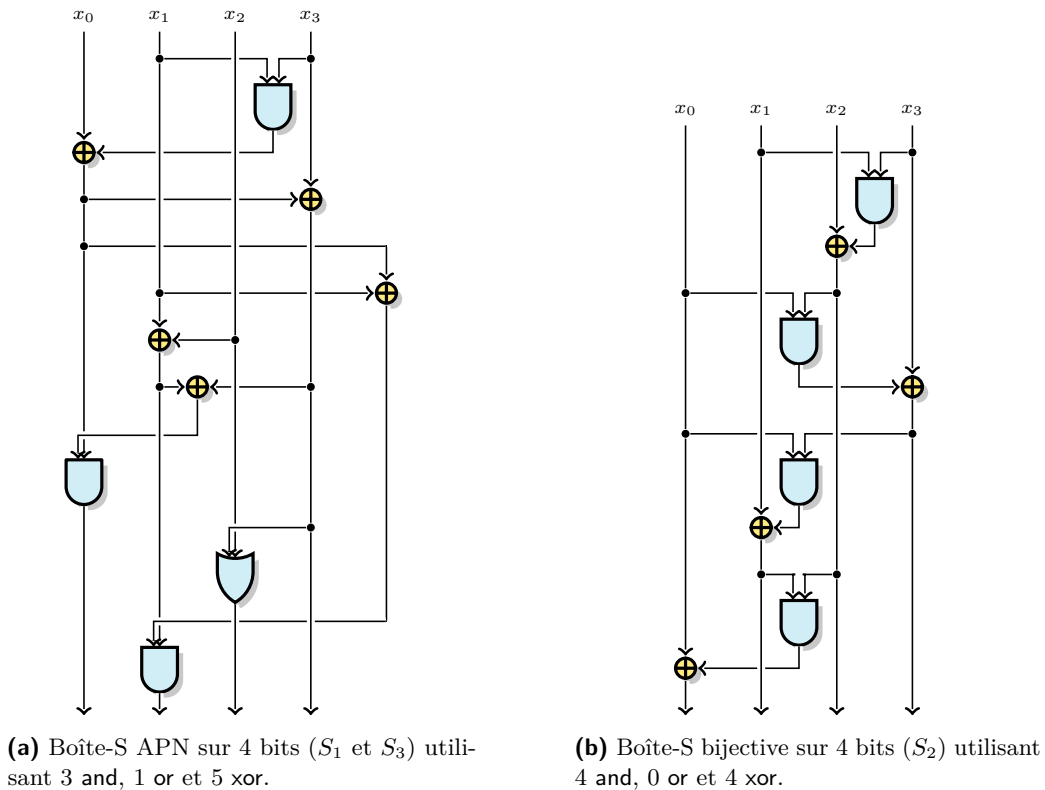 x₀ x₁ x₂ x₃
x₀ x₁ x₂ x₃
(a) Boîte-S APN sur 4 bits (S₁ et S₃) utili-
sant 3 and, 1 or et 5 xor.
(b) Boîte-S bijective sur 4 bits (S₂) utilisant
4 and, 0 or et 4 xor.